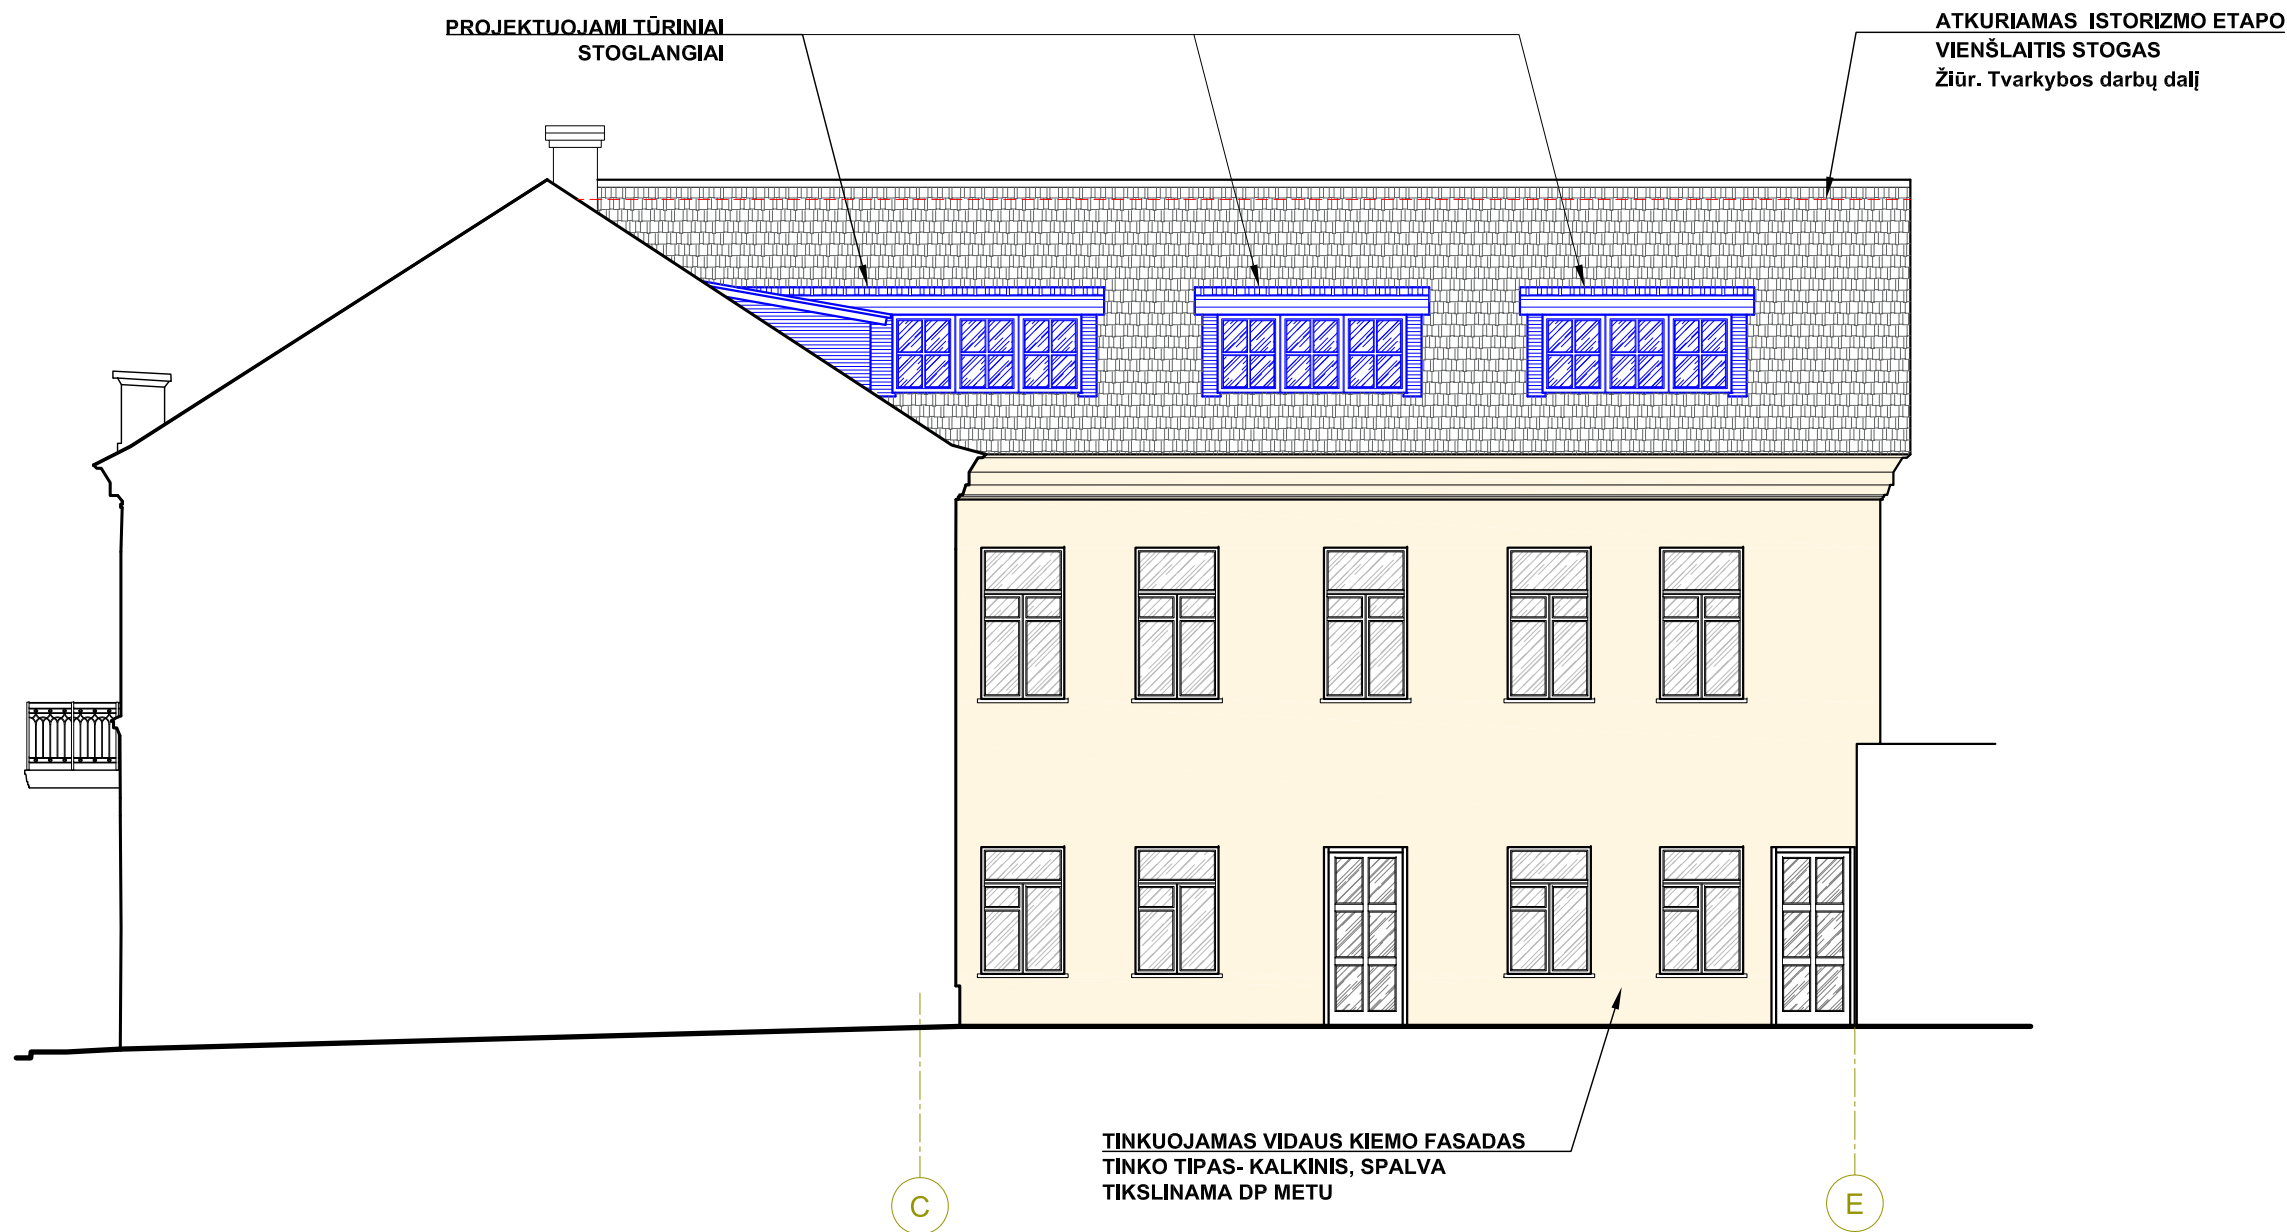 PROJEKTUOJAMI TŪRINIAI
STOGLANGIAI
ATKURIAMAS ISTORIZMO ETAPO
VIENŠLAITIS STOGAS
Žiūr. Tvarkybos darbų dalį
TINKUOJAMAS VIDAUS KIEMO FASADAS
TINKO TIPAS- KALKINIS, SPALVA
TIKSLINAMA DP METU
C
E